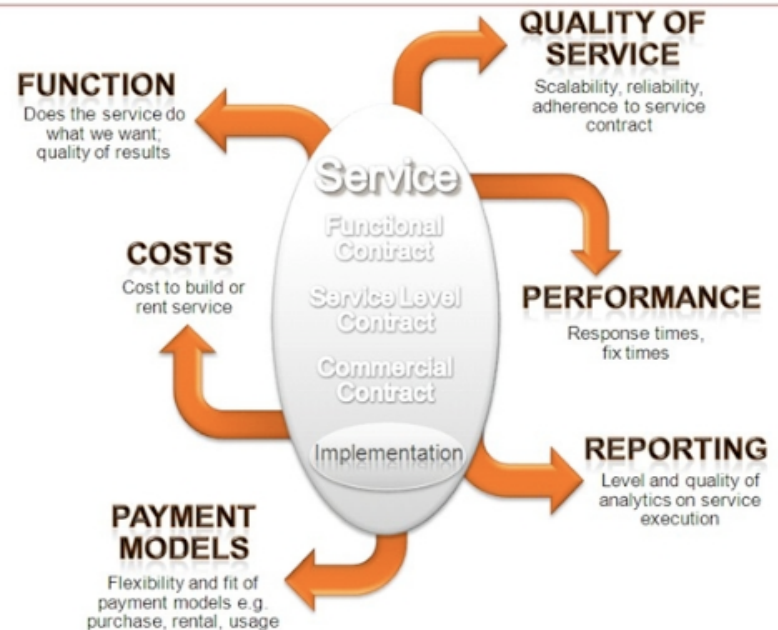 QUALITY OF
SERVICE
Scalability, reliability,
adherence to service
contract
FUNCTION
Does the service do
what we want;
quality of results
Service
Functional
Contract
Service Level
Contract
Commercial
Contract
Implementation
COSTS
Cost to build or
rent service
PERFORMANCE
Response times,
fix times
REPORTING
Level and quality of
analytics on service
execution
PAYMENT
MODELS
Flexibility and fit of
payment models e.g.
purchase, rental, usage